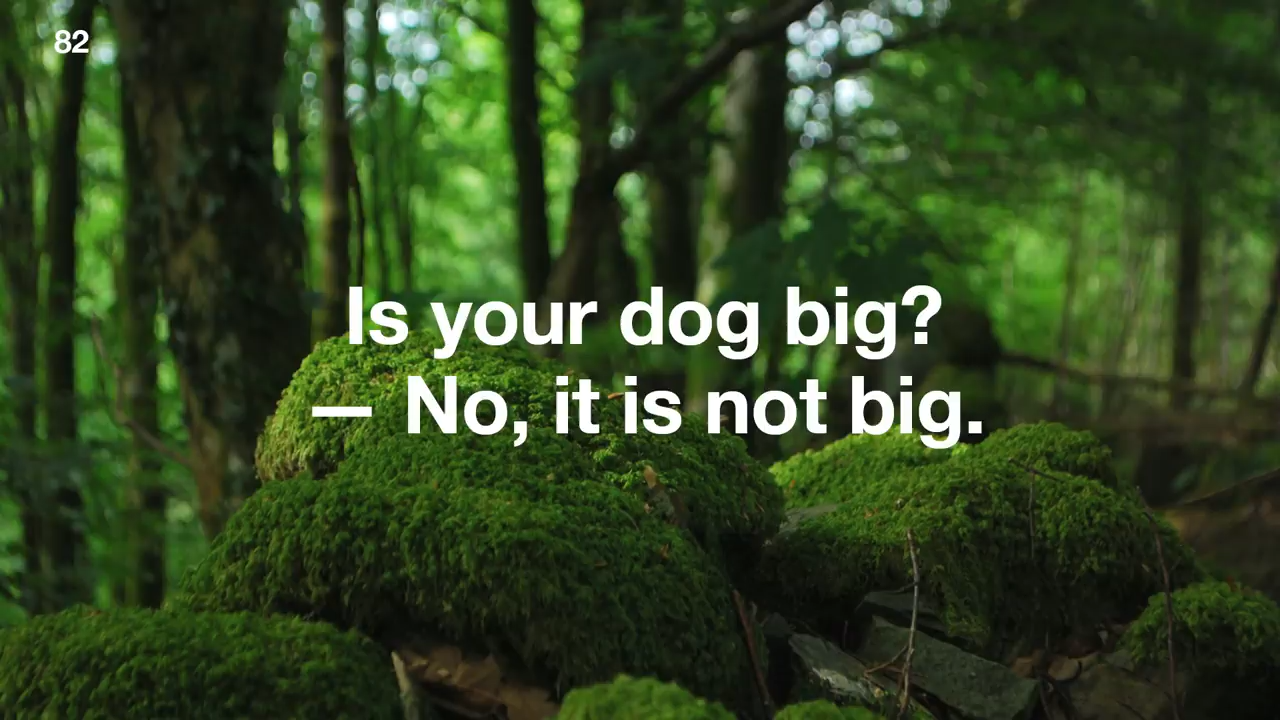 82
Is your dog big?
— No, it is not big.